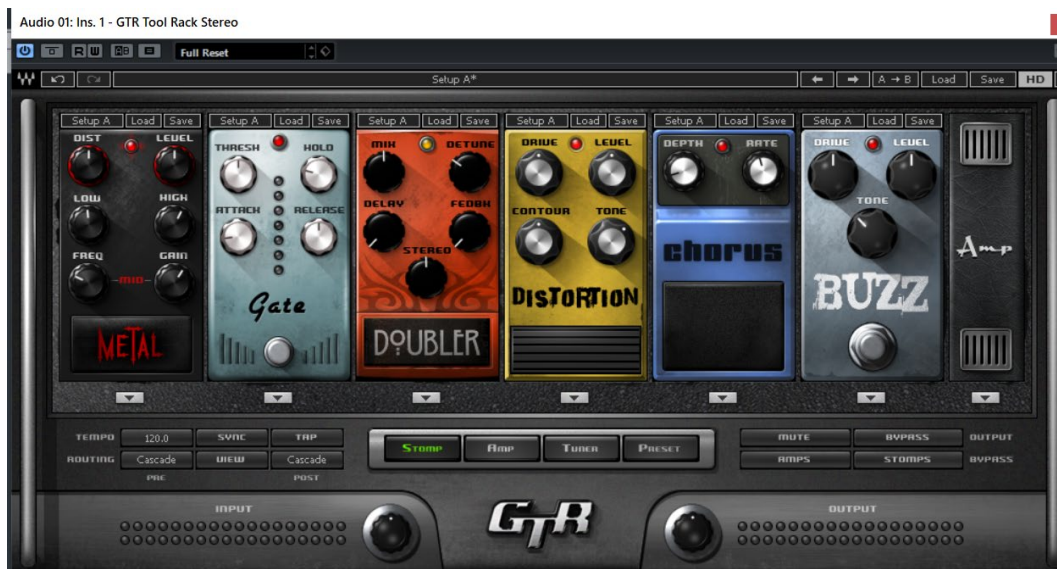 Audio 01: Ins. 1 - GTR Tool Rack Stereo
R W A B Full Reset
Setup A* A → B Load Save HD
Setup A Load Save Setup A Load Save Setup A Load Save Setup A Load Save Setup A Load Save Setup A Load Save
DIST LEVEL THRESH HOLD MIX DETUNE DRIVE LEVEL DEPTH RATE DRIVE LEVEL
LOW HIGH ATTACK RELEASE DELAY FEDBK CONTOUR TONE TONE
FREQ GAIN STEREO Amp
-MID- chorus
Gate DISTORTION BUZZ
METAL DOUBLER
TEMPO 120.0 SYNC TAP STOMP AMP TUNER PRESET MUTE BYPASS OUTPUT
ROUTING Cascade VIEW Cascade AMPS STOMPS BYPASS
PRE POST
INPUT GTR OUTPUT